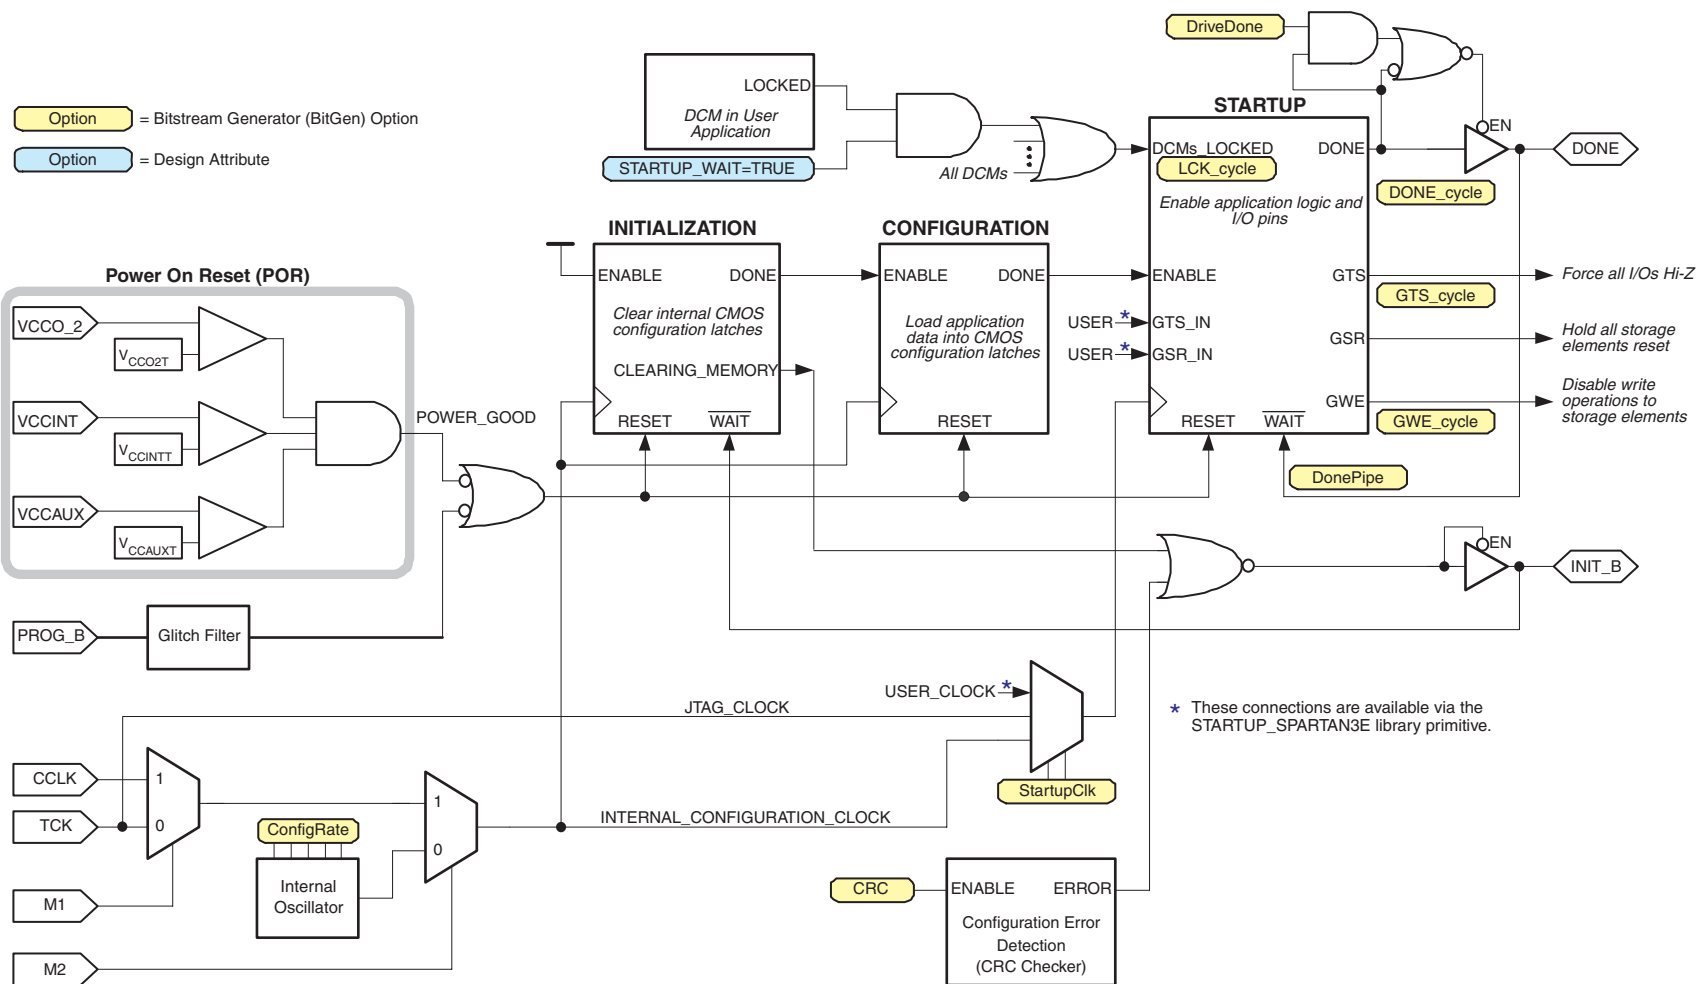 DriveDone
Option = Bitstream Generator (BitGen) Option
Option = Design Attribute
LOCKED
DCM in User
Application
STARTUP_WAIT=TRUE
All DCMs
STARTUP
DCMs_LOCKED
LCK_cycle
DONE
Enable application logic and
I/O pins
ENABLE
GTS
USER * GTS_IN
USER * GSR_IN
GSR
GWE
RESET
WAIT
EN
DONE
DONE_cycle
GTS_cycle
GWE_cycle
DonePipe
Force all I/Os Hi-Z
Hold all storage
elements reset
Disable write
operations to
storage elements
INITIALIZATION
ENABLE
DONE
Clear internal CMOS
configuration latches
CLEARING_MEMORY
RESET
WAIT
CONFIGURATION
ENABLE
DONE
Load application
data into CMOS
configuration latches
RESET
Power On Reset (POR)
VCCO_2
VCCO2T
VCCINT
VCCINTT
VCCAUX
VCCAUXT
POWER_GOOD
PROG_B
Glitch Filter
EN
INIT_B
USER_CLOCK *
JTAG_CLOCK
* These connections are available via the
STARTUP_SPARTAN3E library primitive.
StartupClk
CCLK
1
TCK
0
M1
M2
ConfigRate
Internal
Oscillator
1
0
INTERNAL_CONFIGURATION_CLOCK
CRC
ENABLE
ERROR
Configuration Error
Detection
(CRC Checker)